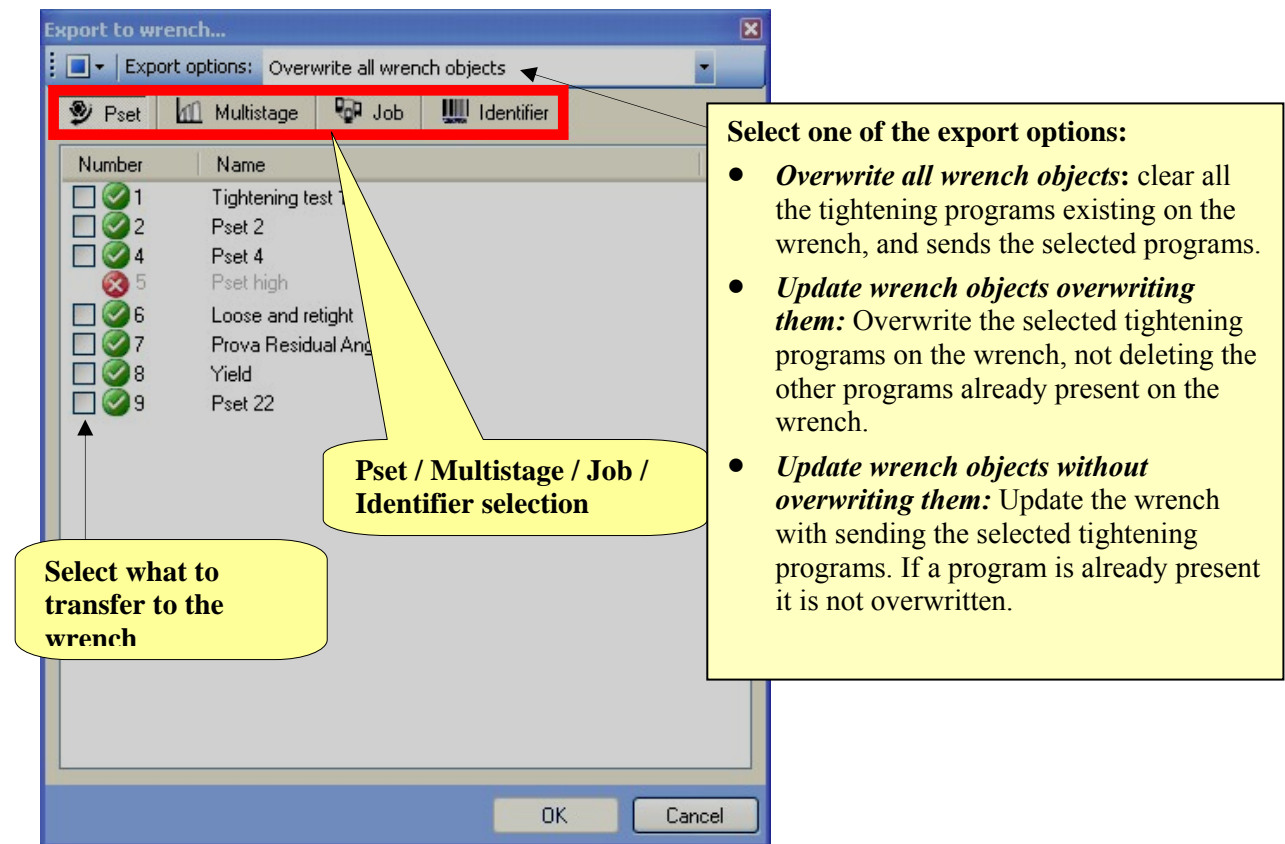 Export to wrench...
Export options: Overwrite all wrench objects
Pset Multistage Job Identifier
Number Name
1 Tightening test 1
2 Pset 2
4 Pset 4
5 Pset high
6 Loose and retight
7 Prova Residual Ang
8 Yield
9 Pset 22
Pset / Multistage / Job /
Identifier selection
Select what to
transfer to the
wrench
OK Cancel
Select one of the export options:
• Overwrite all wrench objects: clear all
the tightening programs existing on the
wrench, and sends the selected programs.
• Update wrench objects overwriting
them: Overwrite the selected tightening
programs on the wrench, not deleting the
other programs already present on the
wrench.
• Update wrench objects without
overwriting them: Update the wrench
with sending the selected tightening
programs. If a program is already present
it is not overwritten.